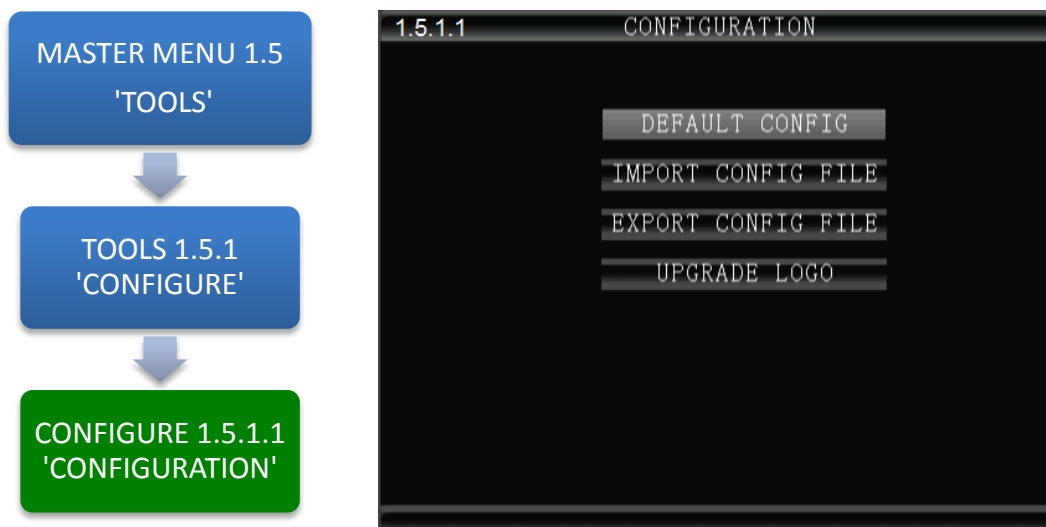 MASTER MENU 1.5
'TOOLS'
TOOLS 1.5.1
'CONFIGURE'
CONFIGURE 1.5.1.1
'CONFIGURATION'
1.5.1.1 CONFIGURATION
DEFAULT CONFIG
IMPORT CONFIG FILE
EXPORT CONFIG FILE
UPGRADE LOGO